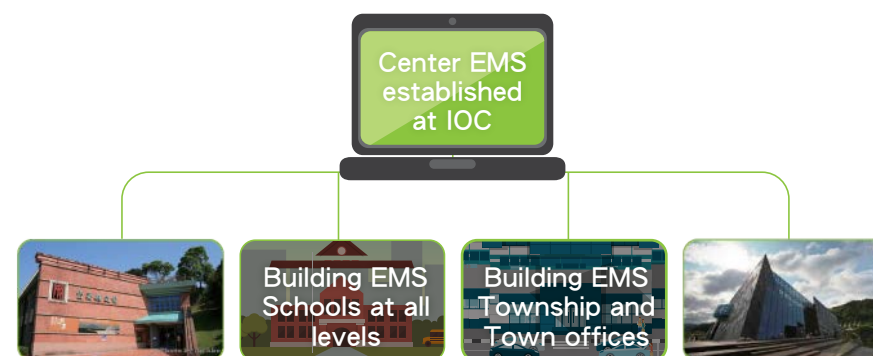 Center EMS
established
at IOC
Building EMS
Schools at all
levels
Building EMS
Township and
Town offices